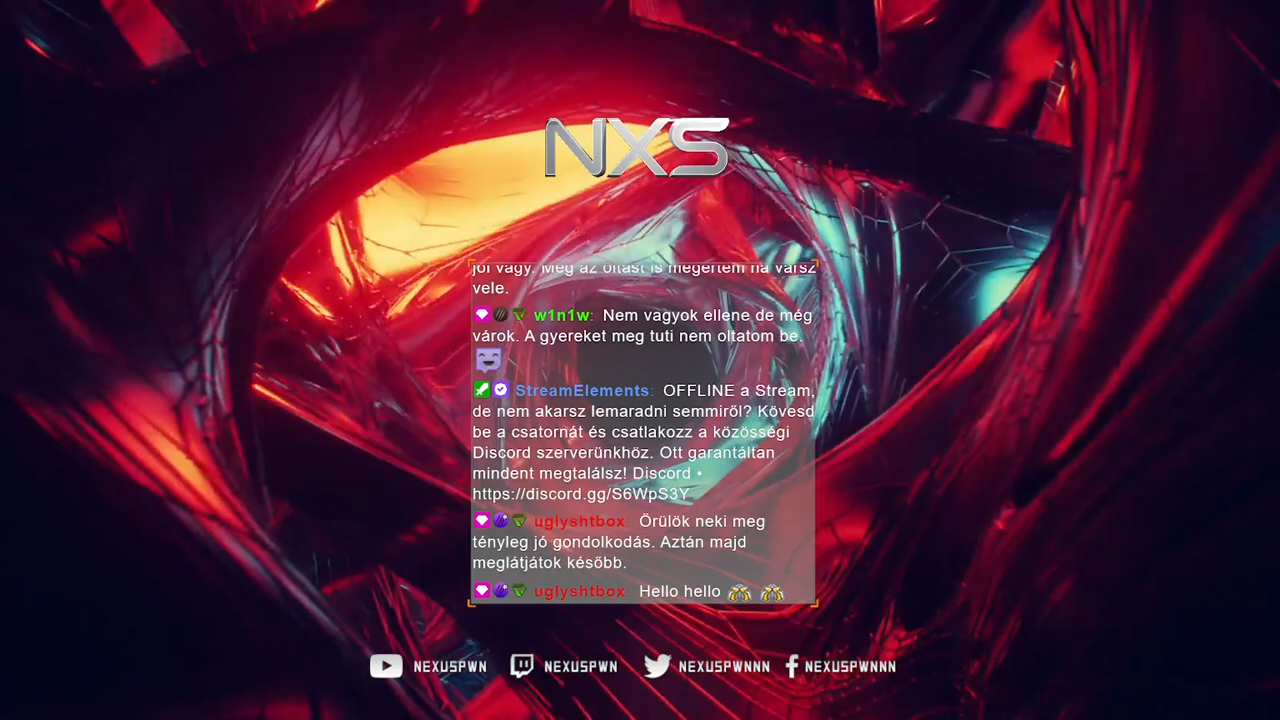 NXS
jól vagy. Még az oltást is megértem ha vársz
vele.
w1n1w: Nem vagyok ellene de még
várok. A gyereket meg tuti nem oltatom be.
StreamElements: OFFLINE a Stream,
de nem akarsz lemaradni semmiről? Kövesd
be a csatornát és csatlakozz a közösségi
Discord szerverünkhöz. Ott garantáltan
mindent megtalálsz! Discord •
https://discord.gg/S6WpS3Y
uglyshtbox: Örülök neki meg
tényleg jó gondolkodás. Aztán majd
meglátjátok később.
uglyshtbox: Hello hello
NEXUSPWN NEXUSPWN NEXUSPWNNN NEXUSPWNNN